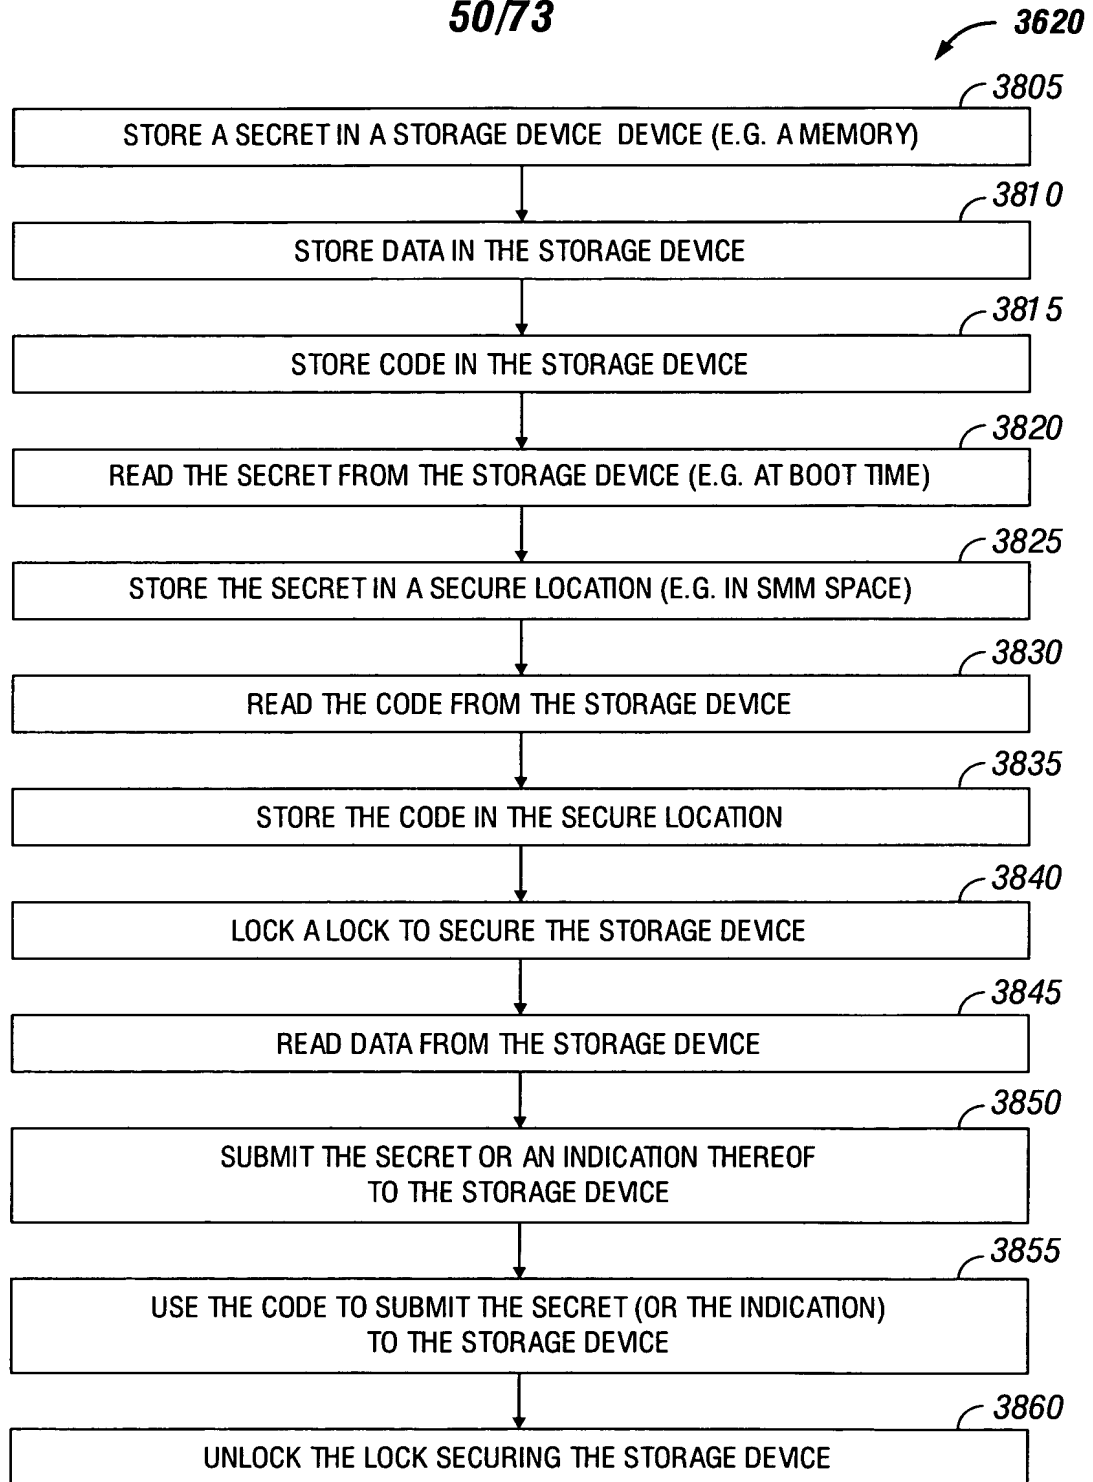 50/73
3620
3805
STORE A SECRET IN A STORAGE DEVICE DEVICE (E.G. A MEMORY)
3810
STORE DATA IN THE STORAGE DEVICE
3815
STORE CODE IN THE STORAGE DEVICE
3820
READ THE SECRET FROM THE STORAGE DEVICE (E.G. AT BOOT TIME)
3825
STORE THE SECRET IN A SECURE LOCATION (E.G. IN SMM SPACE)
3830
READ THE CODE FROM THE STORAGE DEVICE
3835
STORE THE CODE IN THE SECURE LOCATION
3840
LOCK A LOCK TO SECURE THE STORAGE DEVICE
3845
READ DATA FROM THE STORAGE DEVICE
3850
SUBMIT THE SECRET OR AN INDICATION THEREOF
TO THE STORAGE DEVICE
3855
USE THE CODE TO SUBMIT THE SECRET (OR THE INDICATION)
TO THE STORAGE DEVICE
3860
UNLOCK THE LOCK SECURING THE STORAGE DEVICE